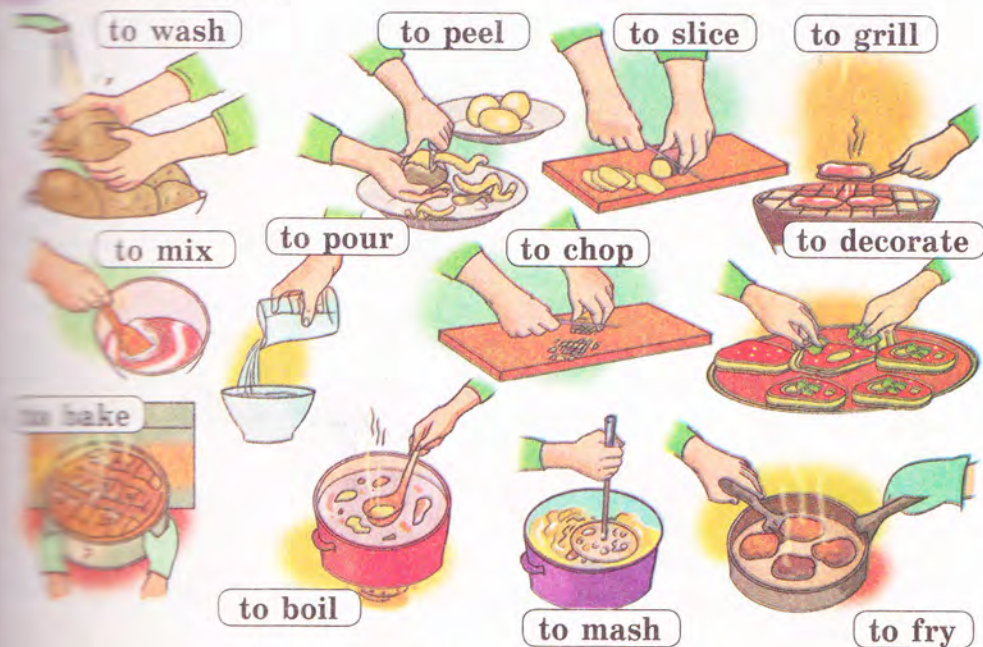 to wash
to peel
to slice
to grill
to mix
to pour
to chop
to decorate
to bake
to boil
to mash
to fry